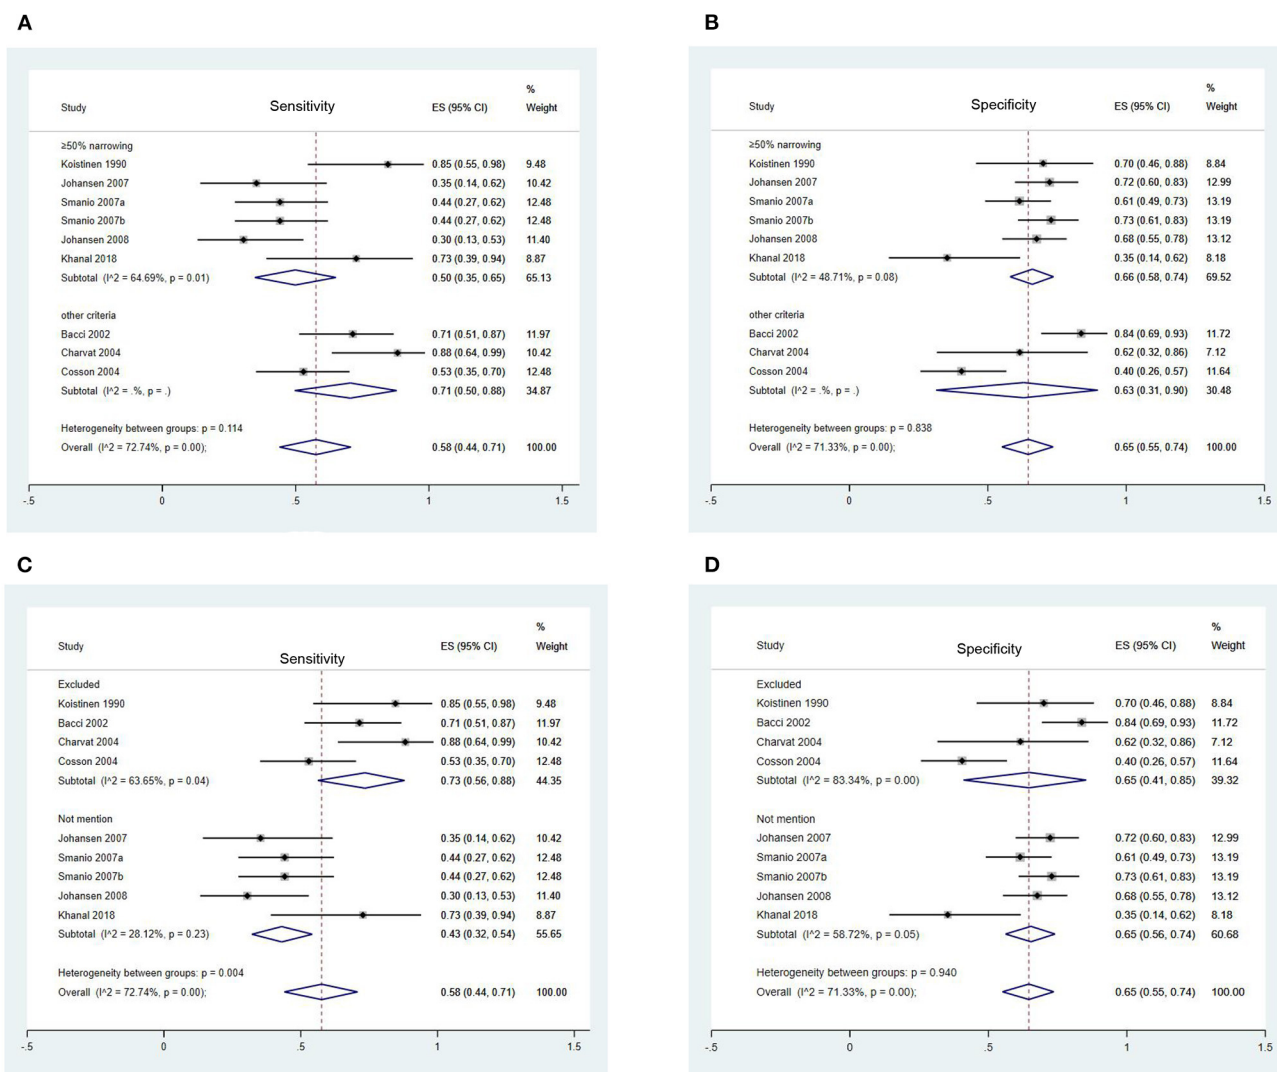 A
%
Study Sensitivity ES (95% CI) Weight
≥50% narrowing
Koistinen 1990 0.85 (0.55, 0.98) 9.48
Johansen 2007 0.35 (0.14, 0.62) 10.42
Smanio 2007a 0.44 (0.27, 0.62) 12.48
Smanio 2007b 0.44 (0.27, 0.62) 12.48
Johansen 2008 0.30 (0.13, 0.53) 11.40
Khanal 2018 0.73 (0.39, 0.94) 8.87
Subtotal (I^2 = 64.69%, p = 0.01) 0.50 (0.35, 0.65) 65.13
other criteria
Bacci 2002 0.71 (0.51, 0.87) 11.97
Charvat 2004 0.88 (0.64, 0.99) 10.42
Cosson 2004 0.53 (0.35, 0.70) 12.48
Subtotal (I^2 = .%, p = .) 0.71 (0.50, 0.88) 34.87
Heterogeneity between groups: p = 0.114
Overall (I^2 = 72.74%, p = 0.00); 0.58 (0.44, 0.71) 100.00
-.5 0 .5 1 1.5
B
%
Study Specificity ES (95% CI) Weight
≥50% narrowing
Koistinen 1990 0.70 (0.46, 0.88) 8.84
Johansen 2007 0.72 (0.60, 0.83) 12.99
Smanio 2007a 0.61 (0.49, 0.73) 13.19
Smanio 2007b 0.73 (0.61, 0.83) 13.19
Johansen 2008 0.68 (0.55, 0.78) 13.12
Khanal 2018 0.35 (0.14, 0.62) 8.18
Subtotal (I^2 = 48.71%, p = 0.08) 0.66 (0.58, 0.74) 69.52
other criteria
Bacci 2002 0.84 (0.69, 0.93) 11.72
Charvat 2004 0.62 (0.32, 0.86) 7.12
Cosson 2004 0.40 (0.26, 0.57) 11.64
Subtotal (I^2 = .%, p = .) 0.63 (0.31, 0.90) 30.48
Heterogeneity between groups: p = 0.838
Overall (I^2 = 71.33%, p = 0.00); 0.65 (0.55, 0.74) 100.00
-.5 0 .5 1 1.5
C
%
Study Sensitivity ES (95% CI) Weight
Excluded
Koistinen 1990 0.85 (0.55, 0.98) 9.48
Bacci 2002 0.71 (0.51, 0.87) 11.97
Charvat 2004 0.88 (0.64, 0.99) 10.42
Cosson 2004 0.53 (0.35, 0.70) 12.48
Subtotal (I^2 = 63.65%, p = 0.04) 0.73 (0.56, 0.88) 44.35
Not mention
Johansen 2007 0.35 (0.14, 0.62) 10.42
Smanio 2007a 0.44 (0.27, 0.62) 12.48
Smanio 2007b 0.44 (0.27, 0.62) 12.48
Johansen 2008 0.30 (0.13, 0.53) 11.40
Khanal 2018 0.73 (0.39, 0.94) 8.87
Subtotal (I^2 = 28.12%, p = 0.23) 0.43 (0.32, 0.54) 55.65
Heterogeneity between groups: p = 0.004
Overall (I^2 = 72.74%, p = 0.00); 0.58 (0.44, 0.71) 100.00
-.5 0 .5 1 1.5
D
%
Study Specificity ES (95% CI) Weight
Excluded
Koistinen 1990 0.70 (0.46, 0.88) 8.84
Bacci 2002 0.84 (0.69, 0.93) 11.72
Charvat 2004 0.62 (0.32, 0.86) 7.12
Cosson 2004 0.40 (0.26, 0.57) 11.64
Subtotal (I^2 = 83.34%, p = 0.00) 0.65 (0.41, 0.85) 39.32
Not mention
Johansen 2007 0.72 (0.60, 0.83) 12.99
Smanio 2007a 0.61 (0.49, 0.73) 13.19
Smanio 2007b 0.73 (0.61, 0.83) 13.19
Johansen 2008 0.68 (0.55, 0.78) 13.12
Khanal 2018 0.35 (0.14, 0.62) 8.18
Subtotal (I^2 = 58.72%, p = 0.05) 0.65 (0.56, 0.74) 60.68
Heterogeneity between groups: p = 0.940
Overall (I^2 = 71.33%, p = 0.00); 0.65 (0.55, 0.74) 100.00
-.5 0 .5 1 1.5